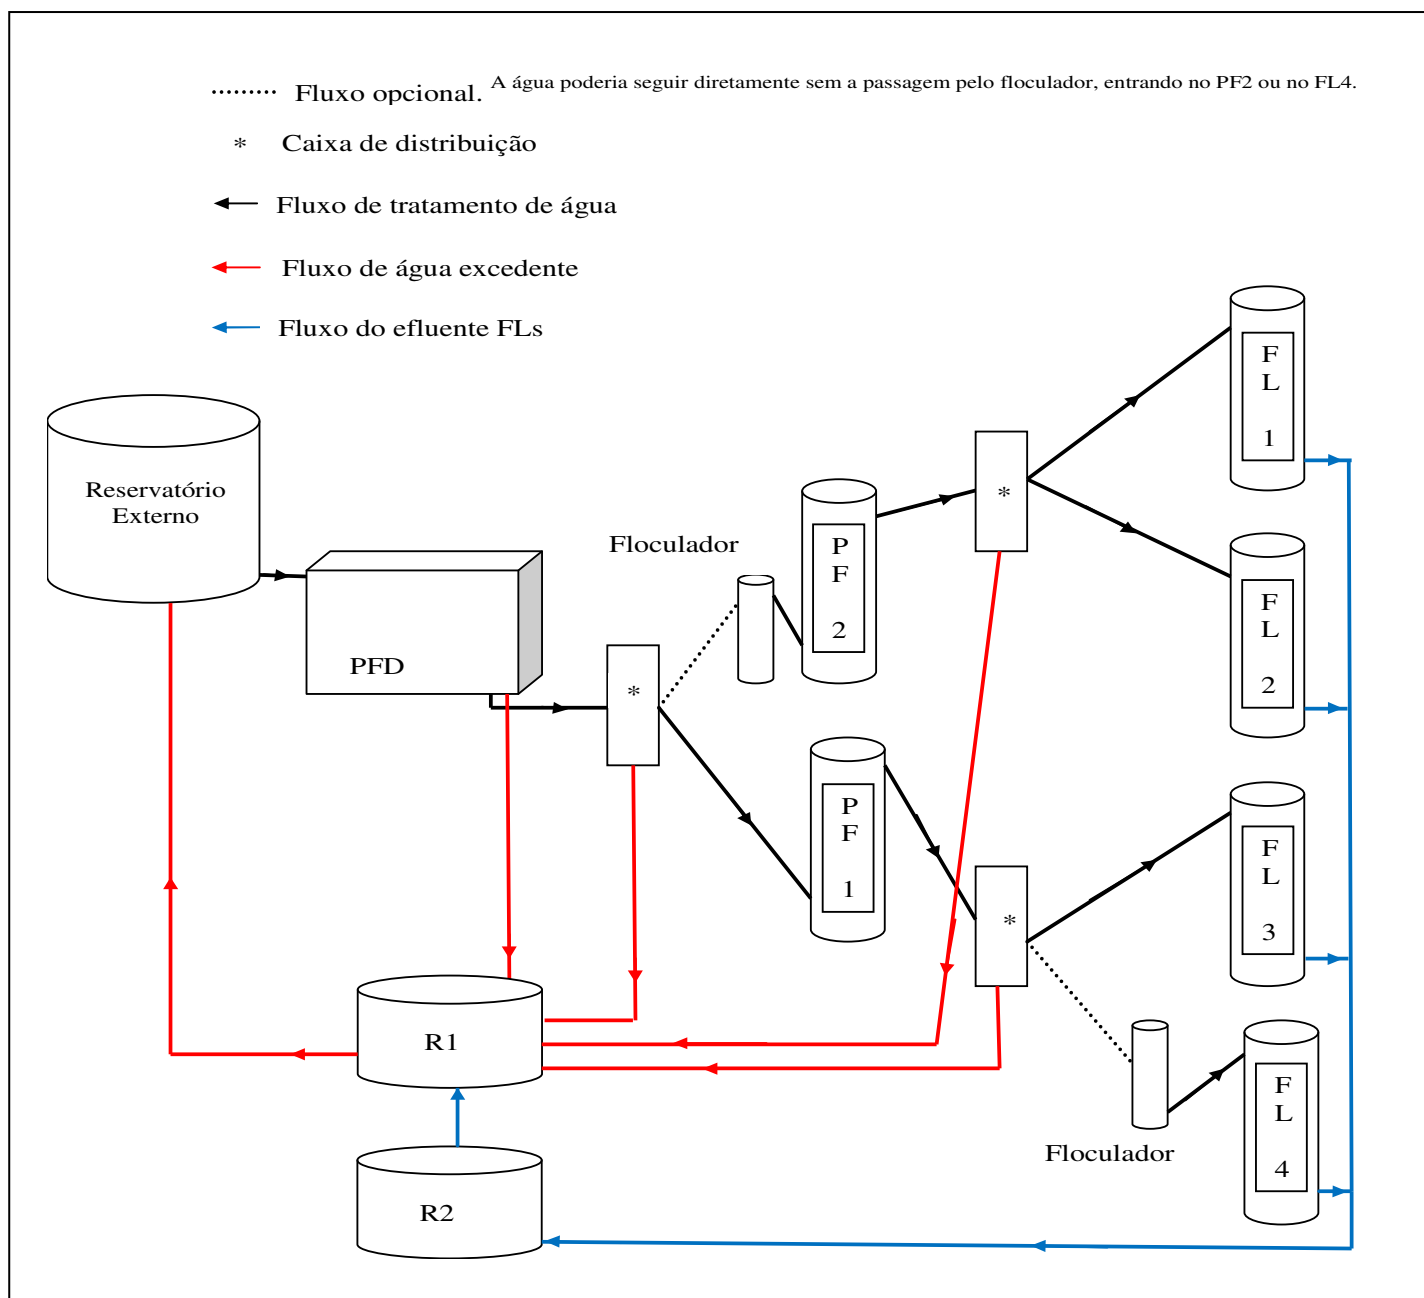 Fluxo opcional. A água poderia seguir diretamente sem a passagem pelo floculador, entrando no PF2 ou no FL4.
* Caixa de distribuição
Fluxo de tratamento de água
Fluxo de água excedente
Fluxo do efluente FLs
Reservatório
Externo
PFD
*
Floculador
P
F
2
P
F
1
*
*
F
L
1
F
L
2
F
L
3
F
L
4
Floculador
R1
R2